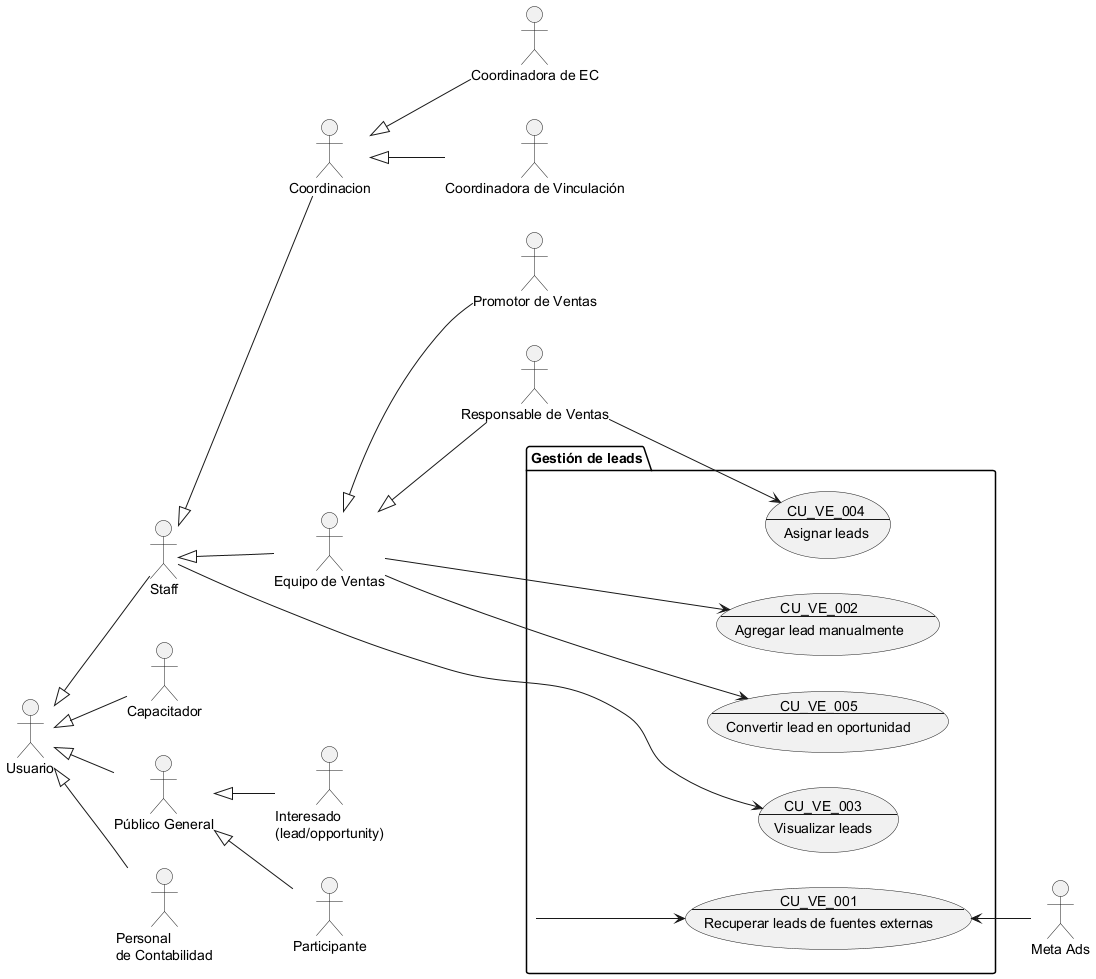 Coordinadora de EC
Coordinacion
Coordinadora de Vinculación
Promotor de Ventas
Responsable de Ventas
Gestión de leads
CU_VE_004
Asignar leads
Staff
Equipo de Ventas
CU_VE_002
Agregar lead manualmente
CU_VE_005
Convertir lead en oportunidad
Capacitador
Usuario
CU_VE_003
Visualizar leads
Público General
Interesado
(lead/opportunity)
CU_VE_001
Recuperar leads de fuentes externas
Personal
de Contabilidad
Participante
Meta Ads